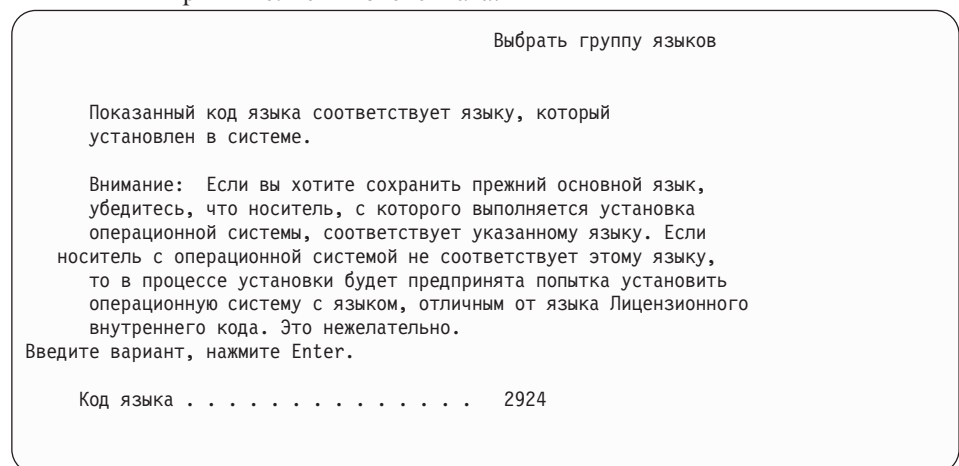 Выбрать группу языков
Показанный код языка соответствует языку, который
установлен в системе.
Внимание: Если вы хотите сохранить прежний основной язык,
убедитесь, что носитель, с которого выполняется установка
операционной системы, соответствует указанному языку. Если
носитель с операционной системой не соответствует этому языку,
то в процессе установки будет предпринята попытка установить
операционную систему с языком, отличным от языка Лицензионного
внутреннего кода. Это нежелательно.
Введите вариант, нажмите Enter.
Код языка . . . . . . . . . . . . . . 2924